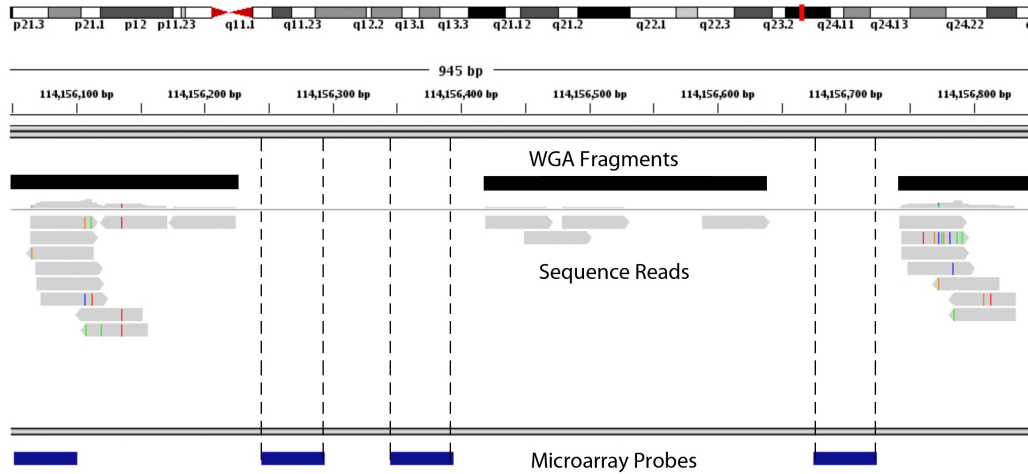 p21.3 p21.1 p12 p11.23 q11.1 q11.23 q12.2 q13.1 q13.3 q21.12 q21.2 q22.1 q22.3 q23.2 q24.11 q24.13 q24.22
945 bp
114,156,100 bp 114,156,200 bp 114,156,300 bp 114,156,400 bp 114,156,500 bp 114,156,600 bp 114,156,700 bp 114,156,800 bp
WGA Fragments
Sequence Reads
Microarray Probes